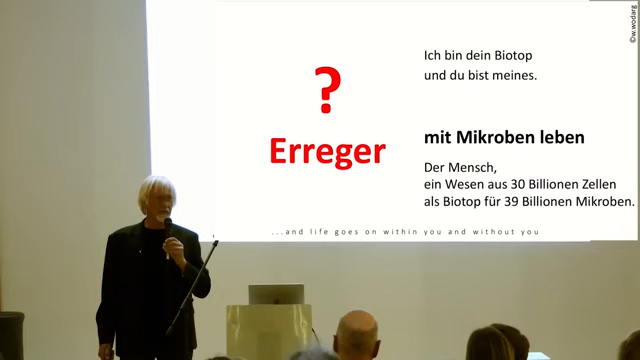 ?
Erreger
Ich bin dein Biotop
und du bist meines.
mit Mikroben leben
Der Mensch,
ein Wesen aus 30 Billionen Zellen
als Biotop für 39 Billionen Mikroben.
...and life goes on within you and without you
©w.wodarg